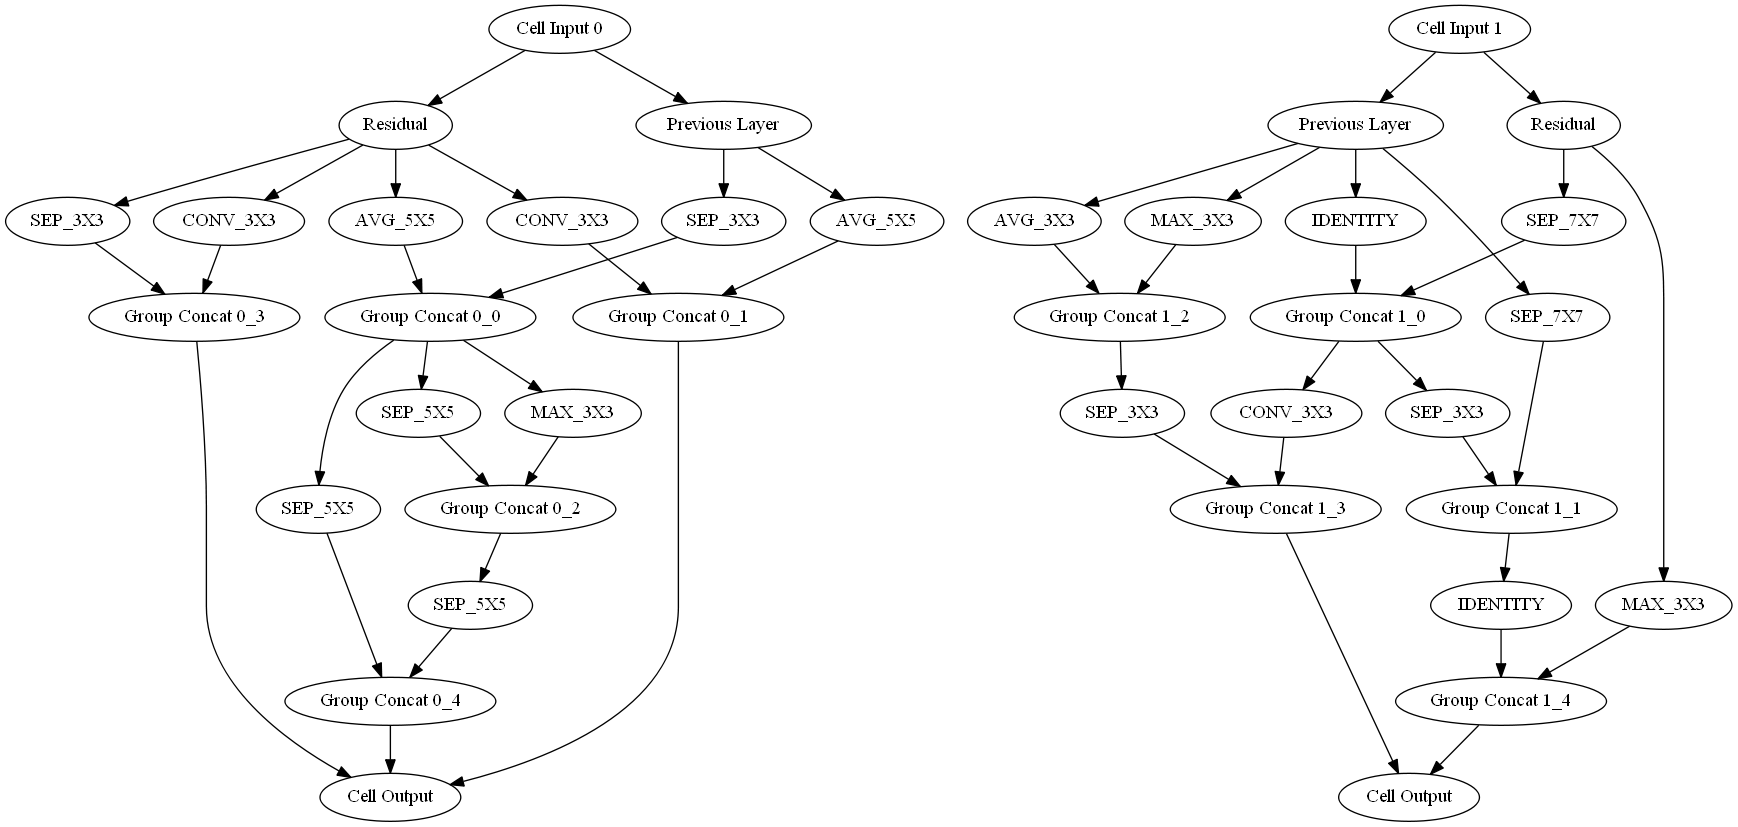 Cell Input 0
Cell Input 1
Residual
Previous Layer
Previous Layer
Residual
SEP_3X3
CONV_3X3
AVG_5X5
CONV_3X3
SEP_3X3
AVG_5X5
AVG_3X3
MAX_3X3
IDENTITY
SEP_7X7
Group Concat 0_3
Group Concat 0_0
Group Concat 0_1
Group Concat 1_2
Group Concat 1_0
SEP_7X7
SEP_5X5
MAX_3X3
SEP_3X3
CONV_3X3
SEP_3X3
SEP_5X5
Group Concat 0_2
Group Concat 1_3
Group Concat 1_1
SEP_5X5
IDENTITY
MAX_3X3
Group Concat 0_4
Group Concat 1_4
Cell Output
Cell Output